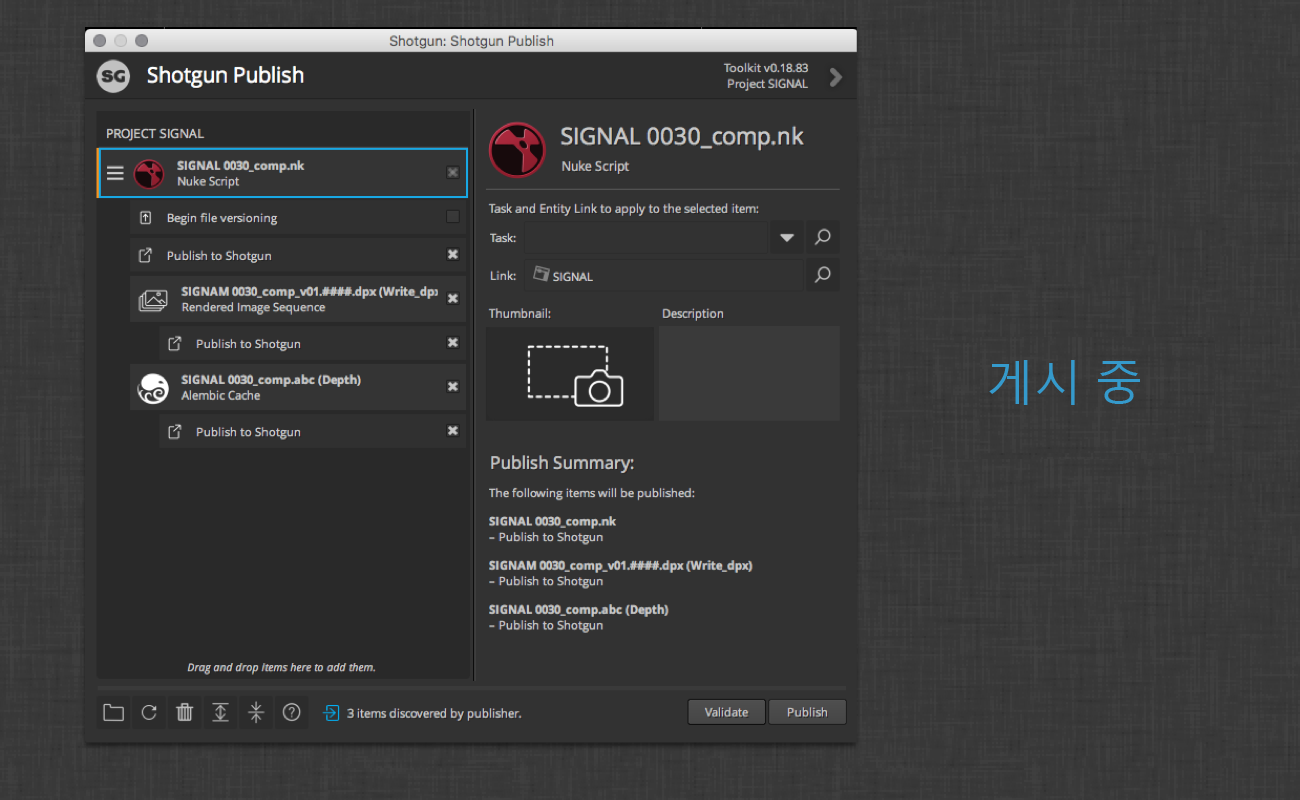 Shotgun: Shotgun Publish
SG Shotgun Publish
Toolkit v0.18.83
Project SIGNAL
PROJECT SIGNAL
SIGNAL 0030_comp.nk
Nuke Script
Begin file versioning
Publish to Shotgun
SIGNAM 0030_comp_v01.####.dpx (Write_dpx
Rendered Image Sequence
Publish to Shotgun
SIGNAL 0030_comp.abc (Depth)
Alembic Cache
Publish to Shotgun
Drag and drop items here to add them.
SIGNAL 0030_comp.nk
Nuke Script
Task and Entity Link to apply to the selected item:
Task:
Link: SIGNAL
Thumbnail: Description
Publish Summary:
The following items will be published:
SIGNAL 0030_comp.nk
– Publish to Shotgun
SIGNAM 0030_comp_v01.####.dpx (Write_dpx)
– Publish to Shotgun
SIGNAL 0030_comp.abc (Depth)
– Publish to Shotgun
3 items discovered by publisher.
Validate Publish
게시 중